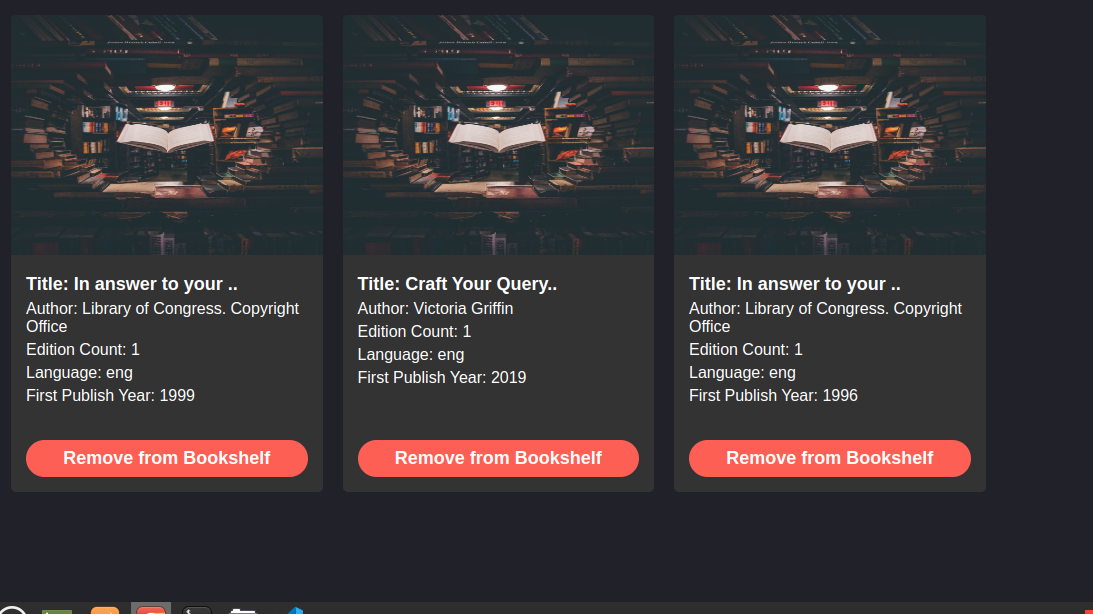 Title: In answer to your ..
Author: Library of Congress. Copyright
Office
Edition Count: 1
Language: eng
First Publish Year: 1999
Remove from Bookshelf
Title: Craft Your Query..
Author: Victoria Griffin
Edition Count: 1
Language: eng
First Publish Year: 2019
Remove from Bookshelf
Title: In answer to your ..
Author: Library of Congress. Copyright
Office
Edition Count: 1
Language: eng
First Publish Year: 1996
Remove from Bookshelf